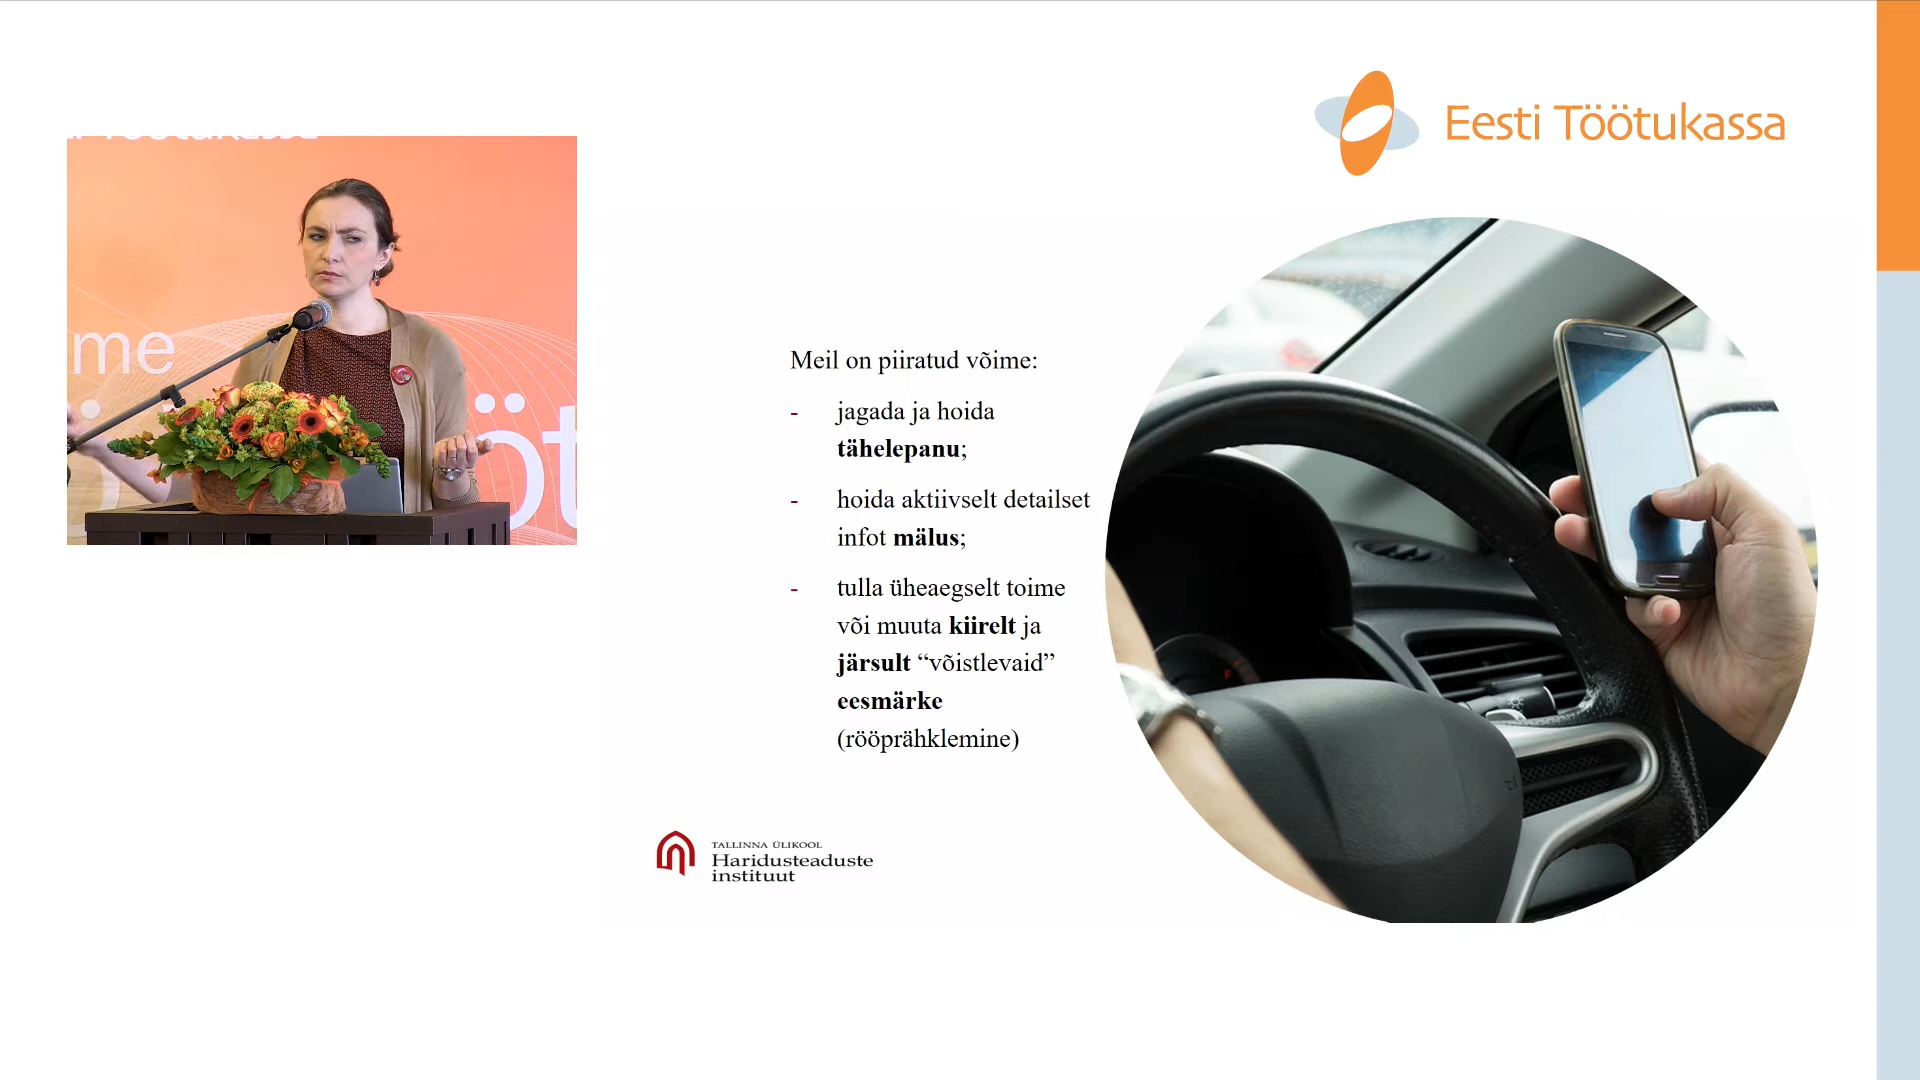 Eesti Töötukassa
me
öt
Meil on piiratud võime:
- jagada ja hoida
tähelepanu;
- hoida aktiivselt detailset
infot mälus;
- tulla üheaegselt toime
või muuta kiirelt ja
järsult “võistlevaid”
eesmärke
(rööprähklemine)
TALLINNA ÜLIKOOL
Haridusteaduste
instituut